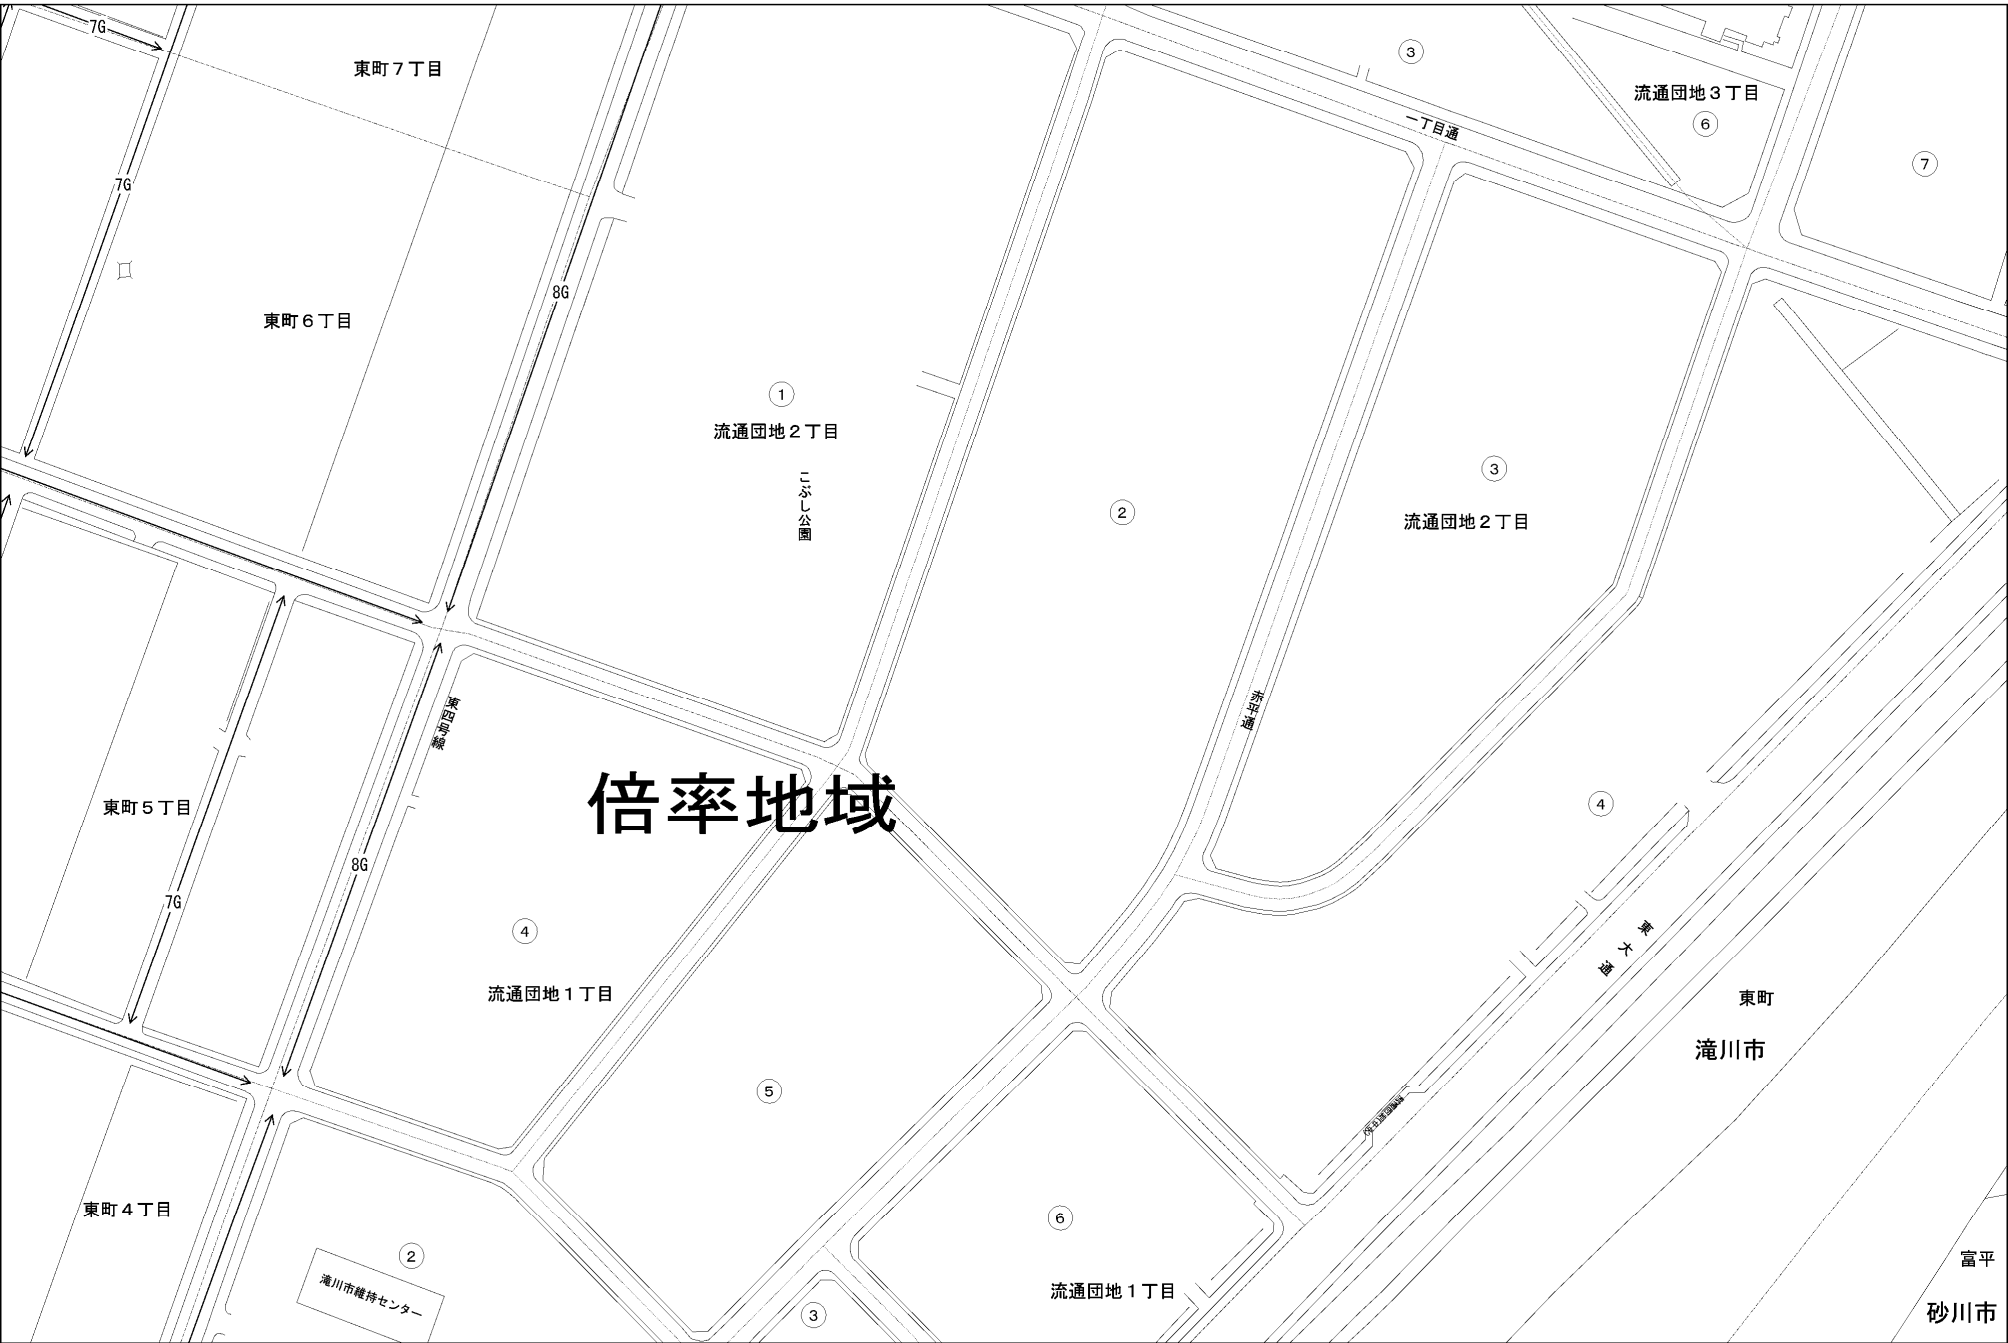 7G
東町７丁目
③
流通団地３丁目
⑥
一丁目通
⑦
7G
8G
東町６丁目
①
流通団地２丁目
こぶし公園
②
③
流通団地２丁目
東四号線
赤平通
倍率地域
東町５丁目
8G
7G
④
④
流通団地１丁目
東大通
東町
滝川市
⑤
東町４丁目
②
滝川市維持センター
⑥
流通団地１丁目
③
富平
砂川市